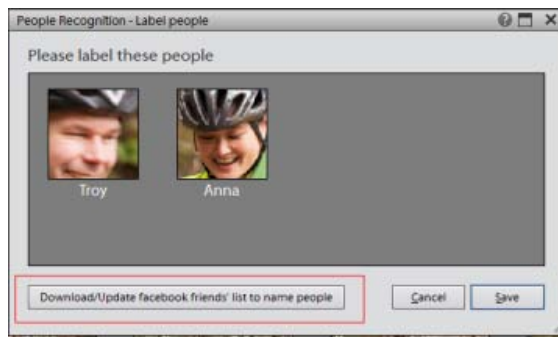 People Recognition - Label people
Please label these people
Troy Anna
Download/Update facebook friends' list to name people Cancel Save